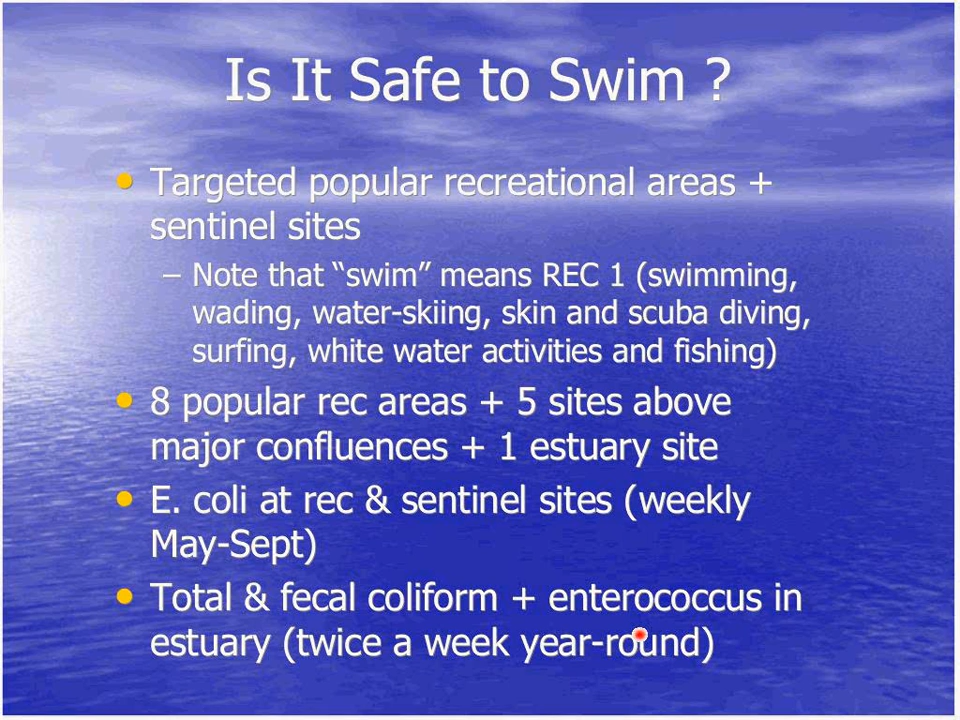 Is It Safe to Swim ?
• Targeted popular recreational areas +
sentinel sites
– Note that “swim” means REC 1 (swimming,
wading, water-skiing, skin and scuba diving,
surfing, white water activities and fishing)
• 8 popular rec areas + 5 sites above
major confluences + 1 estuary site
• E. coli at rec & sentinel sites (weekly
May-Sept)
• Total & fecal coliform + enterococcus in
estuary (twice a week year-round)